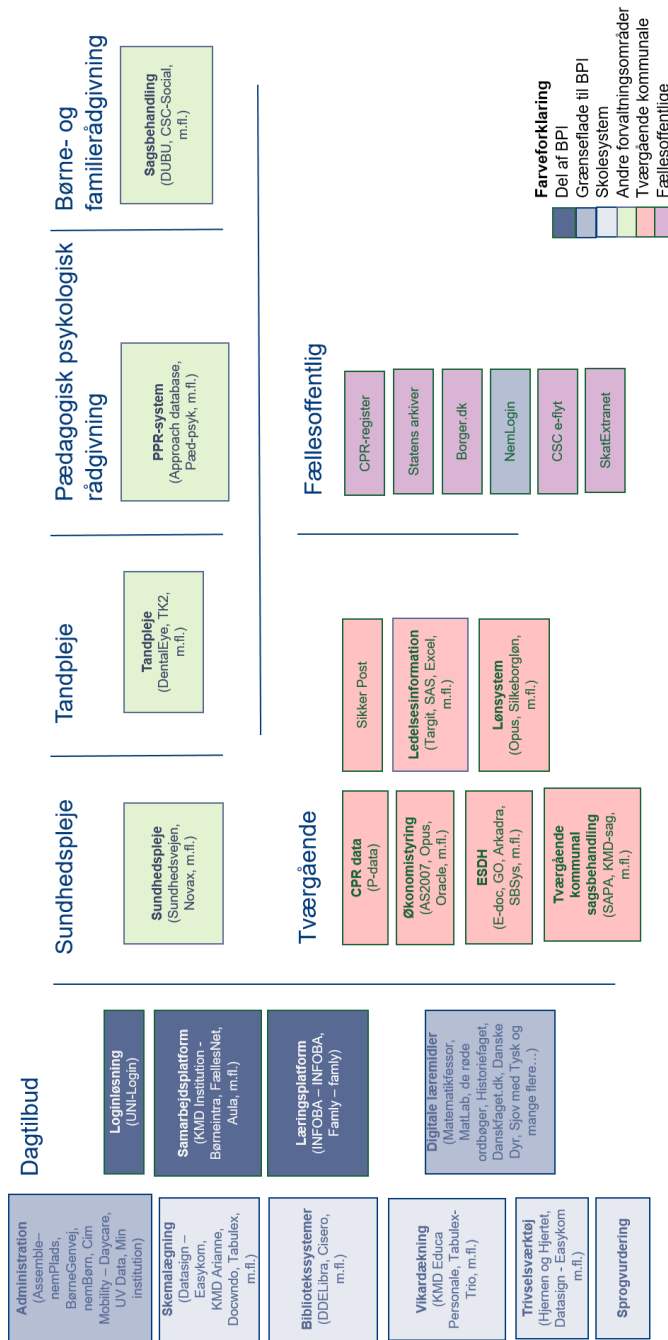 Dagtilbud
Administration
(Assemble–
nemPlads,
BørneGenvej,
nemBørn, Cim
Mobility – Daycare,
UV Data, Min
institution)
Skemalægning
(Datasign –
Easykom,
KMD Arianne,
Docwndo, Tabulex,
m.fl.)
Bibliotekssystemer
(DDELibra, Cisero,
m.fl.)
Vikardækning
(KMD Educa
Personale, Tabulex-
Trio, m.fl.)
Trivselsværktøj
(Hjernen og Hjertet,
Datasign - Easykom
m.fl.)
Sprogvurdering
Loginløsning
(UNI-Login)
Samarbejdsplatform
(KMD Institution -
Børneintra, FællesNet,
Aula, m.fl.)
Læringsplatform
(INFOBA – INFOBA,
Famly – famly)
Digitale læremidler
(Matematikfessor,
MatLab, de røde
ordbøger, Historiefaget,
Danskfaget.dk, Danske
Dyr, Sjov med Tysk og
mange flere…)
Sundhedspleje
Sundhedspleje
(Sundhedsvejen,
Novax, m.fl.)
Tandpleje
Tandpleje
(DentalEye, TK2,
m.fl.)
Pædagogisk psykologisk
rådgivning
PPR-system
(Approach database,
Pæd-psyk, m.fl.)
Børne- og
familierådgivning
Sagsbehandling
(DUBU, CSC-Social,
m.fl.)
Tværgående
CPR data
(P-data)
Økonomistyring
(AS2007, Opus,
Oracle, m.fl.)
ESDH
(E-doc, GO, Arkadra,
SBSys, m.fl.)
Tværgående
kommunal
sagsbehandling
(SAPA, KMD-sag,
m.fl.)
Sikker Post
Ledelsesinformation
(Targit, SAS, Excel,
m.fl.)
Lønsystem
(Opus, Silkeborgløn,
m.fl.)
Fællesoffentlig
CPR-register
Statens arkiver
Borger.dk
NemLogin
CSC e-flyt
SkatExtranet
Farveforklaring
Del af BPI
Grænseflade til BPI
Skolesystem
Andre forvaltningsområder
Tværgående kommunale
Fællesoffentlige